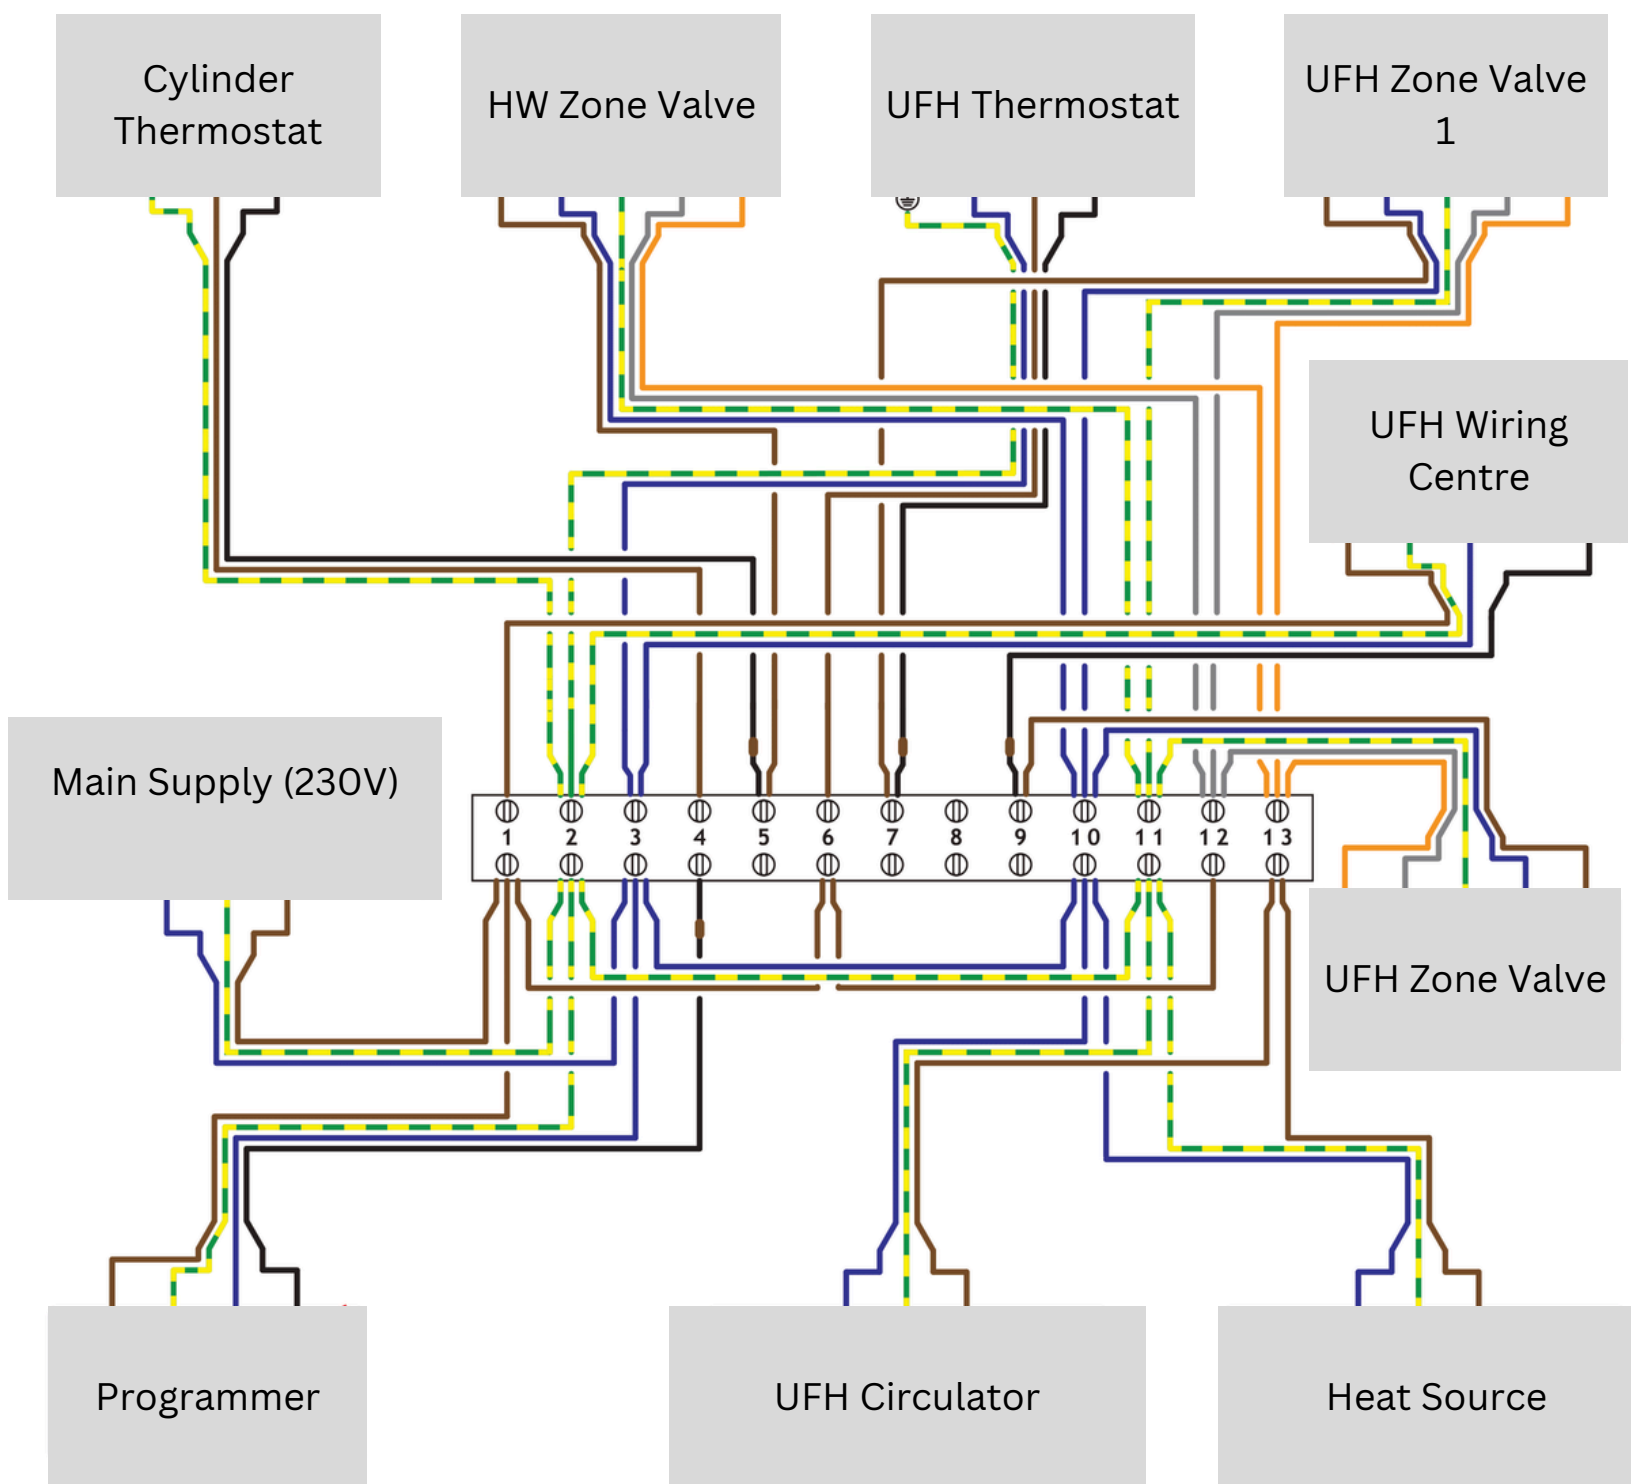 Cylinder
Thermostat
HW Zone Valve
UFH Thermostat
UFH Zone Valve
1
UFH Wiring
Centre
Main Supply (230V)
1 2 3 4 5 6 7 8 9 10 11 12 13
UFH Zone Valve
Programmer
UFH Circulator
Heat Source